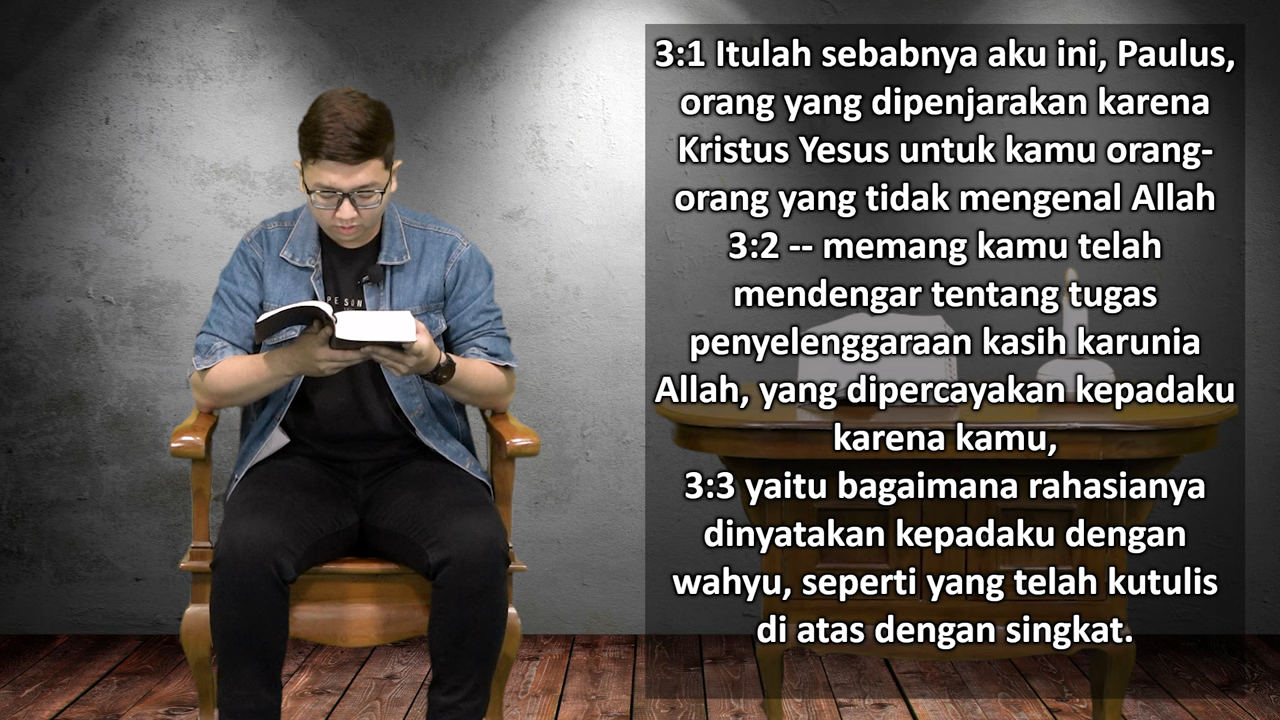 3:1 Itulah sebabnya aku ini, Paulus,
orang yang dipenjarakan karena
Kristus Yesus untuk kamu orang-
orang yang tidak mengenal Allah
3:2 -- memang kamu telah
mendengar tentang tugas
penyelenggaraan kasih karunia
Allah, yang dipercayakan kepadaku
karena kamu,
3:3 yaitu bagaimana rahasianya
dinyatakan kepadaku dengan
wahyu, seperti yang telah kutulis
di atas dengan singkat.